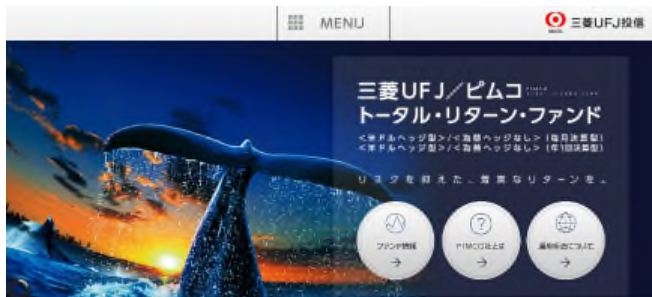 MENU
三菱UFJ投信
三菱UFJ／ピムコ
トータル・リターン・ファンド
<米ドルヘッジ型>/<為替ヘッジなし> (毎月決算型)
<米ドルヘッジ型>/<為替ヘッジなし> (年1回決算型)
リスクを抑えた、着実なリターンを。
ファンド情報
PIMCO社とは
運用報告について